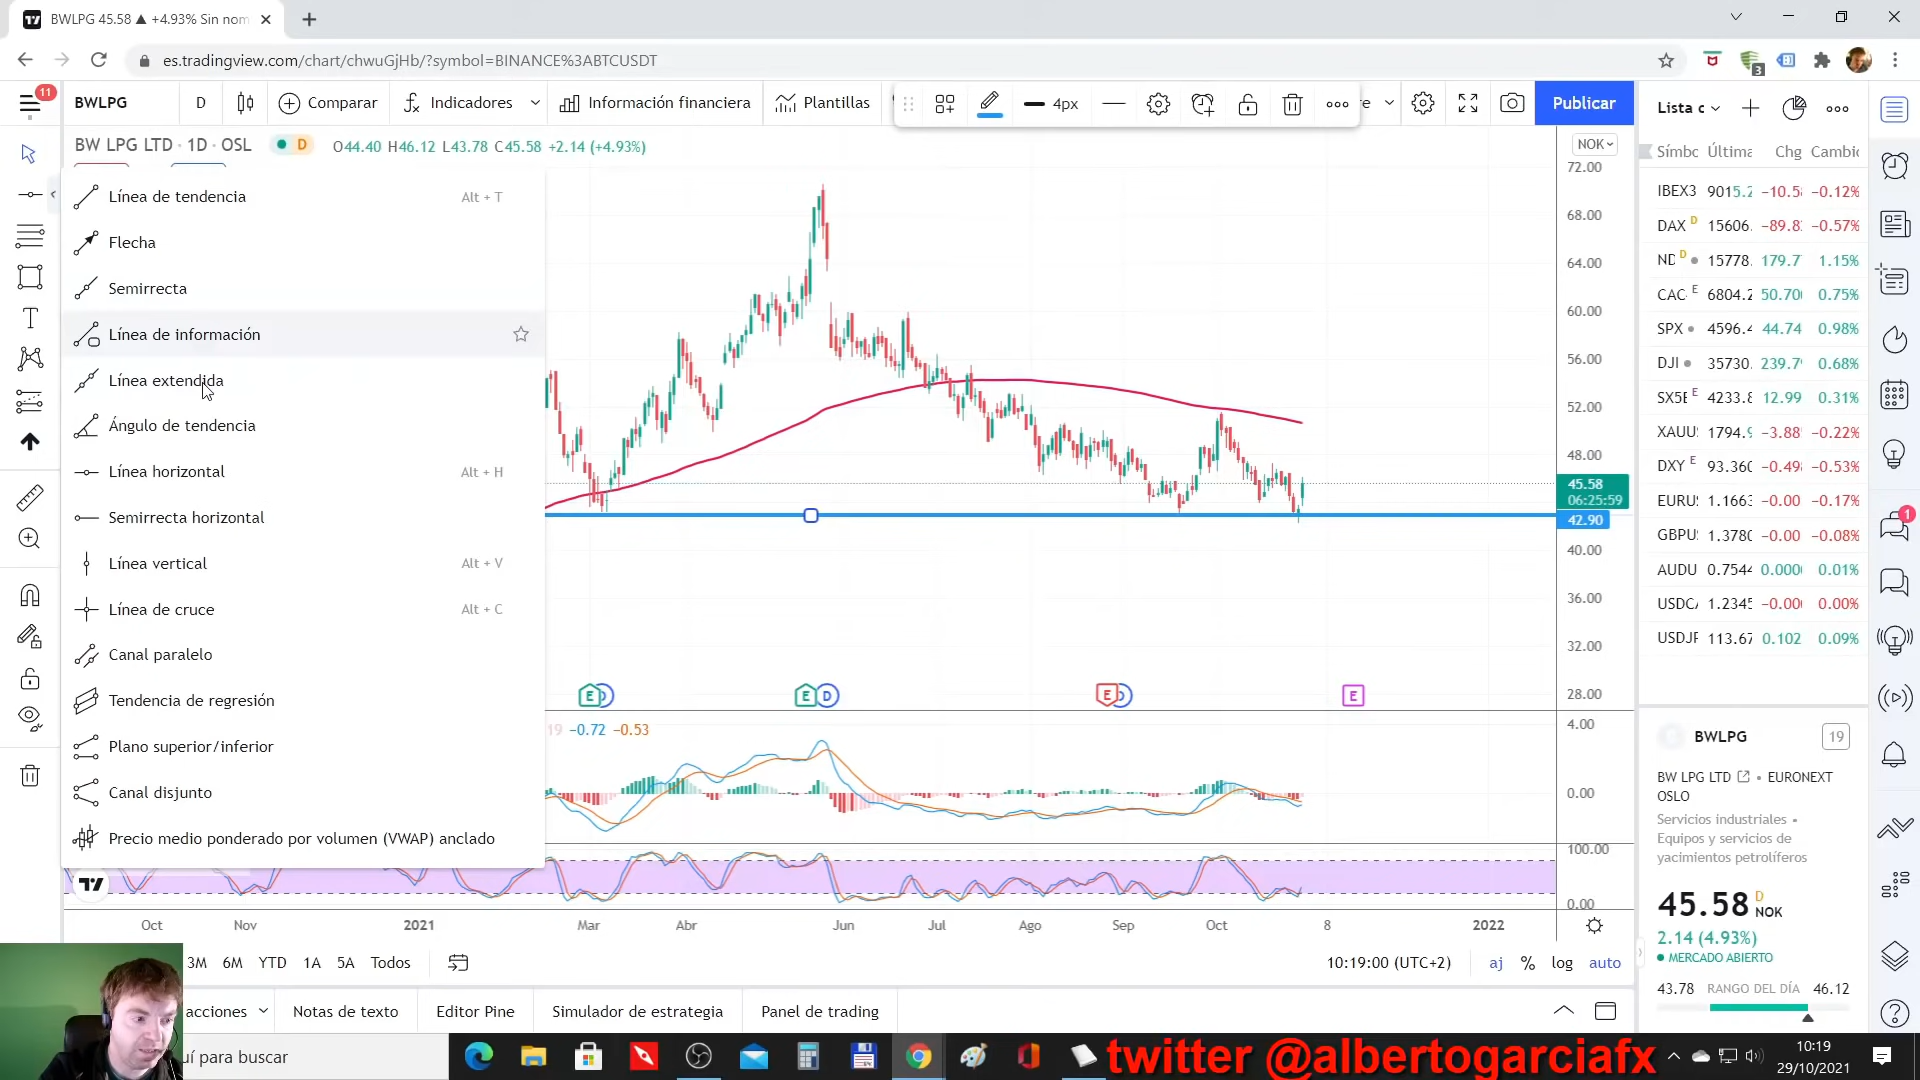 BWLPG 45.58 ▲ +4.93% Sin nom
es.tradingview.com/chart/chwuGjHb/?symbol=BINANCE%3ABTCUSDT
3
11
BWLPG
D
Comparar
Indicadores
Información financiera
Plantillas
4px
Publicar
Lista
BW LPG LTD · 1D · OSL
D
O44.40 H46.12 L43.78 C45.58 +2.14 (+4.93%)
NOK
Línea de tendencia Alt + T
Flecha
Semirrecta
Línea de información
Línea extendida
Ángulo de tendencia
Línea horizontal Alt + H
Semirrecta horizontal
Línea vertical Alt + V
Línea de cruce Alt + C
Canal paralelo
Tendencia de regresión
Plano superior/inferior
Canal disjunto
Precio medio ponderado por volumen (VWAP) anclado
72.00
68.00
64.00
60.00
56.00
52.00
48.00
45.58
06:25:59
42.90
40.00
36.00
32.00
28.00
E D
E D
E D
E
19 −0.72 −0.53
4.00
0.00
100.00
0.00
Oct Nov 2021 Mar Abr Jun Jul Ago Sep Oct 8 2022
3M 6M YTD 1A 5A Todos
10:19:00 (UTC+2)
aj % log auto
acciones
Notas de texto
Editor Pine
Simulador de estrategia
Panel de trading
Símbo Última Chg Cambio
IBEX3 9015.2 −10.5 −0.12%
DAX D 15606. −89.8 −0.57%
ND D 15778. 179.7 1.15%
CAC E 6804.2 50.70 0.75%
SPX 4596.4 44.74 0.98%
DJI 35730. 239.7 0.68%
SX5E E 4233.8 12.99 0.31%
XAUU 1794.9 −3.88 −0.22%
DXY E 93.360 −0.49 −0.53%
EURU 1.1663 −0.00 −0.17%
GBPU 1.3780 −0.00 −0.08%
AUDU 0.7544 0.000 0.01%
USDC 1.2345 −0.00 0.00%
USDJP 113.67 0.102 0.09%
1
BWLPG
19
BW LPG LTD • EURONEXT
OSLO
Servicios industriales •
Equipos y servicios de
yacimientos petrolíferos
45.58 D NOK
2.14 (4.93%)
MERCADO ABIERTO
43.78 RANGO DEL DÍA 46.12
uí para buscar
twitter @albertogarciafx
10:19
29/10/2021